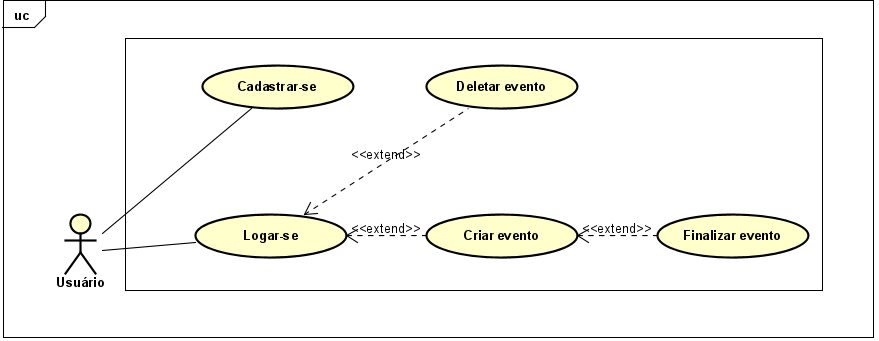 uc
Cadastrar-se
Deletar evento
<<extend>>
Logar-se
<<extend>>
Criar evento
<<extend>>
Finalizar evento
Usuário